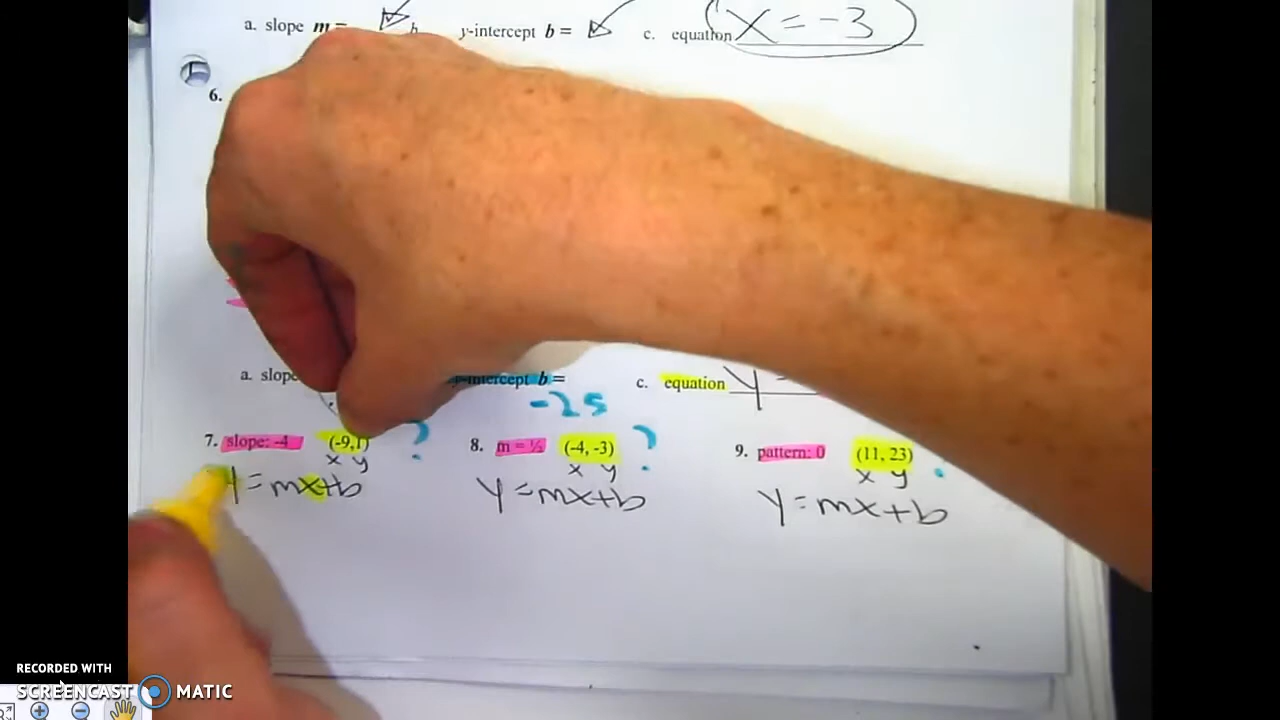 a. slope m = y-intercept b = c. equation x = -3
6.
a. slope y-intercept b = c. equation y
-25
7. slope: -4 (-9,1) ? 8. m = ½ (-4, -3) ? 9. pattern: 0 (11, 23)
x y x y x y
y = mx+b y = mx+b y = mx+b
RECORDED WITH
SCREENCAST MATIC